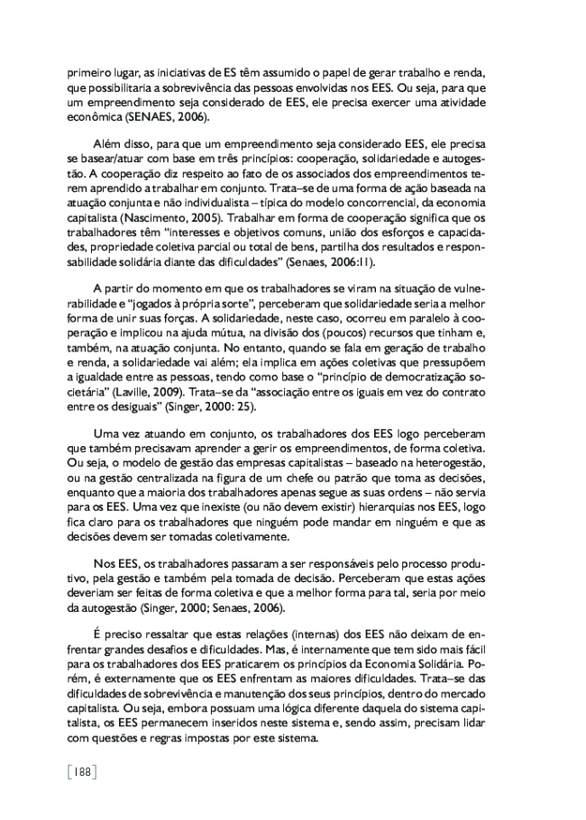 primeiro lugar, as iniciativas de ES têm assumido o papel de gerar trabalho e renda,
que possibilitaria a sobrevivência das pessoas envolvidas nos EES. Ou seja, para que
um empreendimento seja considerado de EES, ele precisa exercer uma atividade
econômica (SENAES, 2006).
Além disso, para que um empreendimento seja considerado EES, ele precisa
se basear/atuar com base em três princípios: cooperação, solidariedade e autoges-
tão. A cooperação diz respeito ao fato de os associados dos empreendimentos te-
rem aprendido a trabalhar em conjunto. Trata–se de uma forma de ação baseada na
atuação conjunta e não individualista – típica do modelo concorrencial, da economia
capitalista (Nascimento, 2005). Trabalhar em forma de cooperação significa que os
trabalhadores têm “interesses e objetivos comuns, união dos esforços e capacida-
des, propriedade coletiva parcial ou total de bens, partilha dos resultados e respon-
sabilidade solidária diante das dificuldades” (Senaes, 2006:11).
A partir do momento em que os trabalhadores se viram na situação de vulne-
rabilidade e “jogados à própria sorte”, perceberam que solidariedade seria a melhor
forma de unir suas forças. A solidariedade, neste caso, ocorreu em paralelo à coo-
peração e implicou na ajuda mútua, na divisão dos (poucos) recursos que tinham e,
também, na atuação conjunta. No entanto, quando se fala em geração de trabalho
e renda, a solidariedade vai além; ela implica em ações coletivas que pressupõem
a igualdade entre as pessoas, tendo como base o “princípio de democratização so-
cietária” (Laville, 2009). Trata–se da “associação entre os iguais em vez do contrato
entre os desiguais” (Singer, 2000: 25).
Uma vez atuando em conjunto, os trabalhadores dos EES logo perceberam
que também precisavam aprender a gerir os empreendimentos, de forma coletiva.
Ou seja, o modelo de gestão das empresas capitalistas – baseado na heterogestão,
ou na gestão centralizada na figura de um chefe ou patrão que toma as decisões,
enquanto que a maioria dos trabalhadores apenas segue as suas ordens – não servia
para os EES. Uma vez que inexiste (ou não devem existir) hierarquias nos EES, logo
fica claro para os trabalhadores que ninguém pode mandar em ninguém e que as
decisões devem ser tomadas coletivamente.
Nos EES, os trabalhadores passaram a ser responsáveis pelo processo produ-
tivo, pela gestão e também pela tomada de decisão. Perceberam que estas ações
deveriam ser feitas de forma coletiva e que a melhor forma para tal, seria por meio
da autogestão (Singer, 2000; Senaes, 2006).
É preciso ressaltar que estas relações (internas) dos EES não deixam de en-
frentar grandes desafios e dificuldades. Mas, é internamente que tem sido mais fácil
para os trabalhadores dos EES praticarem os princípios da Economia Solidária. Po-
rém, é externamente que os EES enfrentam as maiores dificuldades. Trata–se das
dificuldades de sobrevivência e manutenção dos seus princípios, dentro do mercado
capitalista. Ou seja, embora possuam uma lógica diferente daquela do sistema capi-
talista, os EES permanecem inseridos neste sistema e, sendo assim, precisam lidar
com questões e regras impostas por este sistema.
[188]